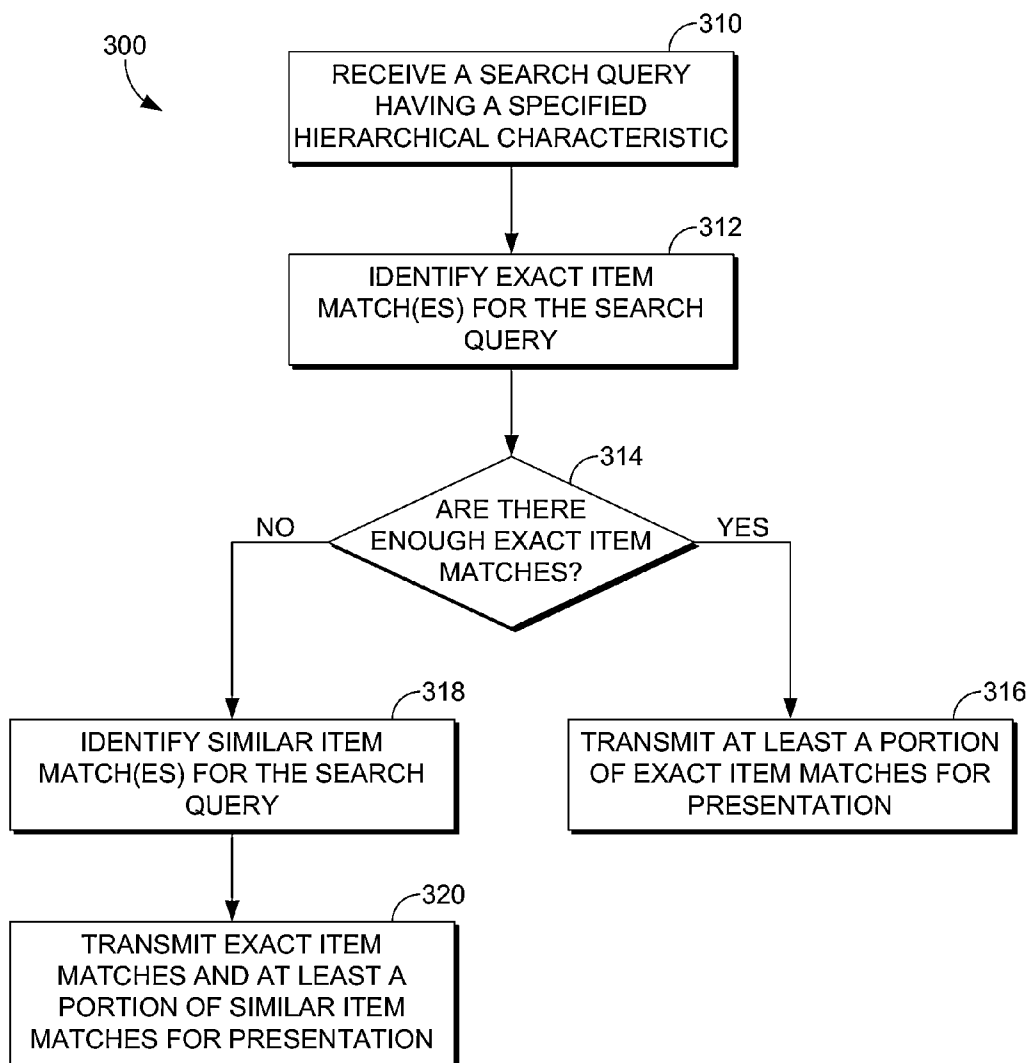 300
310
RECEIVE A SEARCH QUERY
HAVING A SPECIFIED
HIERARCHICAL CHARACTERISTIC
312
IDENTIFY EXACT ITEM
MATCH(ES) FOR THE SEARCH
QUERY
314
ARE THERE
ENOUGH EXACT ITEM
MATCHES?
NO
YES
318
IDENTIFY SIMILAR ITEM
MATCH(ES) FOR THE SEARCH
QUERY
316
TRANSMIT AT LEAST A PORTION
OF EXACT ITEM MATCHES FOR
PRESENTATION
320
TRANSMIT EXACT ITEM
MATCHES AND AT LEAST A
PORTION OF SIMILAR ITEM
MATCHES FOR PRESENTATION